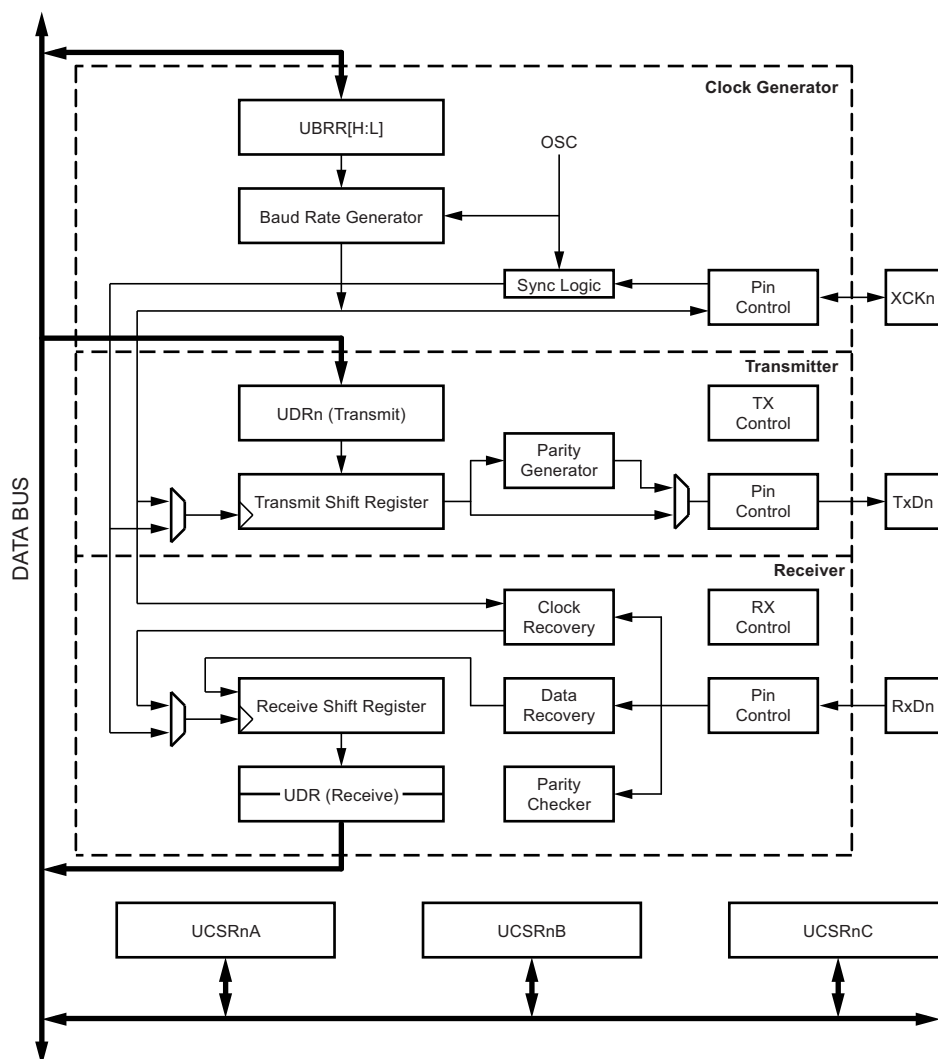 Clock Generator
UBRR[H:L]
OSC
Baud Rate Generator
Sync Logic
Pin
Control
XCKn
Transmitter
UDRn (Transmit)
TX
Control
Parity
Generator
Transmit Shift Register
Pin
Control
TxDn
DATA BUS
Receiver
Clock
Recovery
RX
Control
Receive Shift Register
Data
Recovery
Pin
Control
RxDn
UDR (Receive)
Parity
Checker
UCSRnA
UCSRnB
UCSRnC